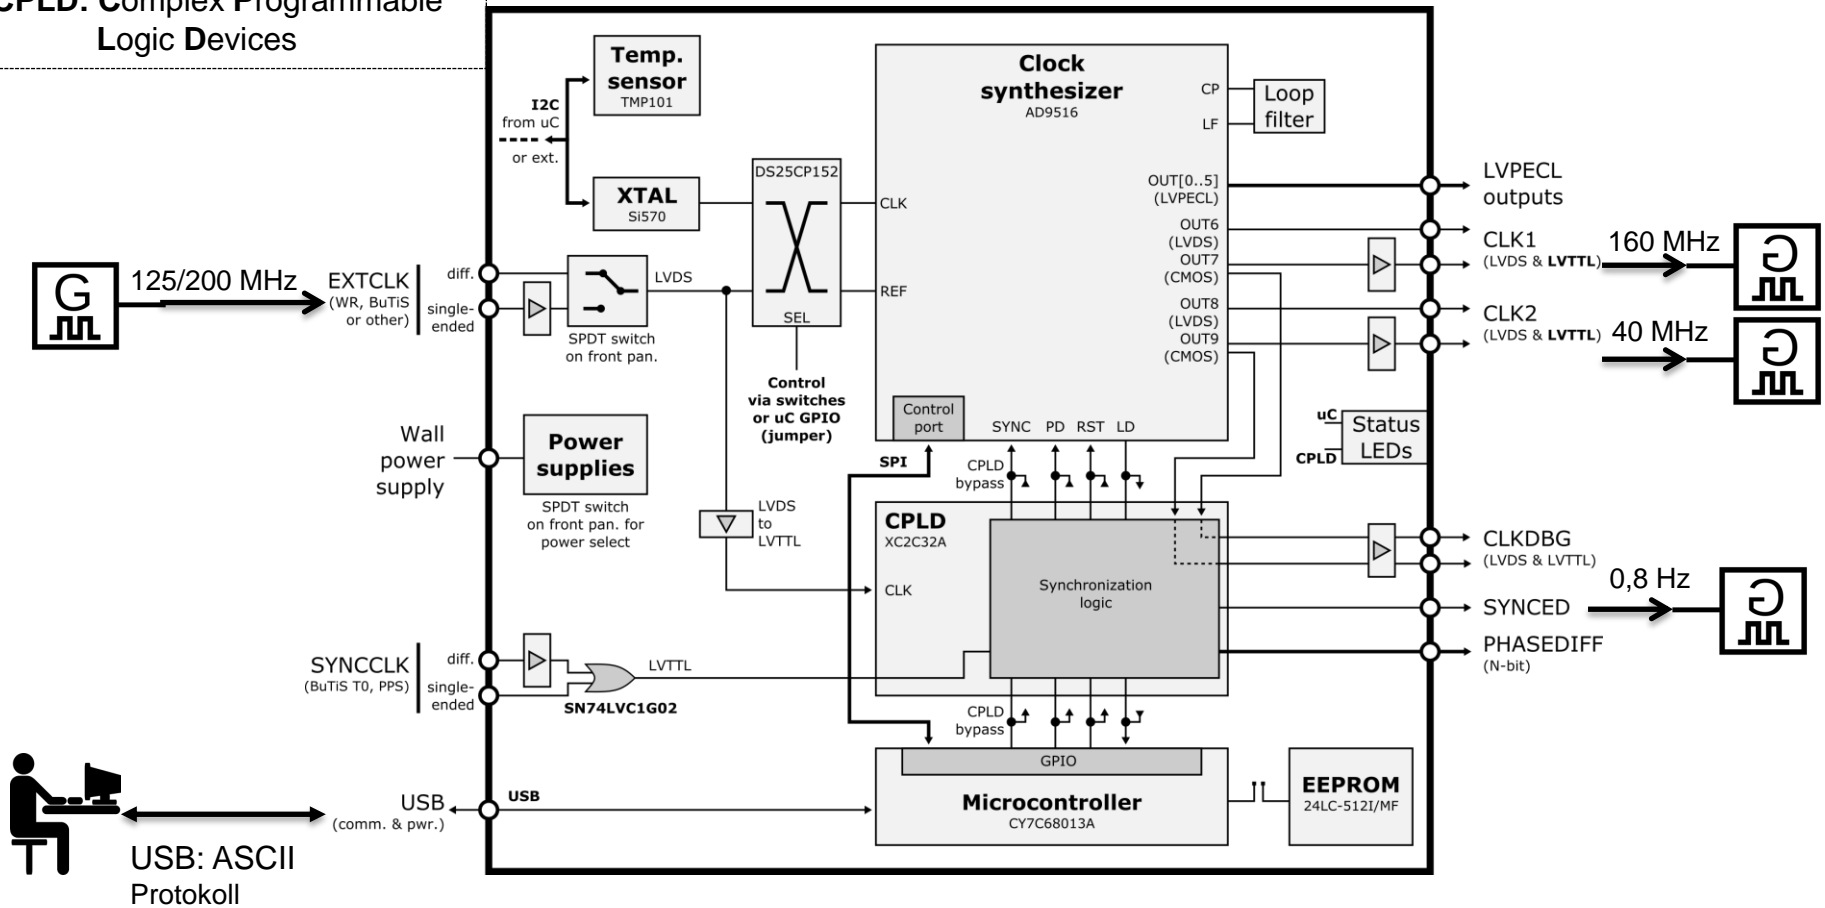 CPLD: Complex Programmable
Logic Devices
Temp.
sensor
TMP101
I2C
from uC
or ext.
XTAL
Si570
DS25CP152
SEL
Control
via switches
or uC GPIO
(jumper)
Clock
synthesizer
AD9516
CP
LF
Loop
filter
CLK
REF
OUT[0..5]
(LVPECL)
OUT6
(LVDS)
OUT7
(CMOS)
OUT8
(LVDS)
OUT9
(CMOS)
Control
port
SYNC PD RST LD
LVPECL
outputs
CLK1
(LVDS & LVTTL)
160 MHz
G
CLK2
(LVDS & LVTTL)
40 MHz
G
G
125/200 MHz
EXTCLK
(WR, BuTiS
or other)
diff.
single-
ended
SPDT switch
on front pan.
LVDS
Wall
power
supply
Power
supplies
SPDT switch
on front pan. for
power select
SPI
CPLD
bypass
LVDS
to
LVTTL
uC
CPLD
Status
LEDs
CPLD
XC2C32A
CLK
Synchronization
logic
CLKDBG
(LVDS & LVTTL)
0,8 Hz
G
SYNCED
PHASEDIFF
(N-bit)
SYNCCLK
(BuTiS T0, PPS)
diff.
single-
ended
LVTTL
SN74LVC1G02
CPLD
bypass
GPIO
Microcontroller
CY7C68013A
EEPROM
24LC-512I/MF
USB
(comm. & pwr.)
USB
USB: ASCII
Protokoll